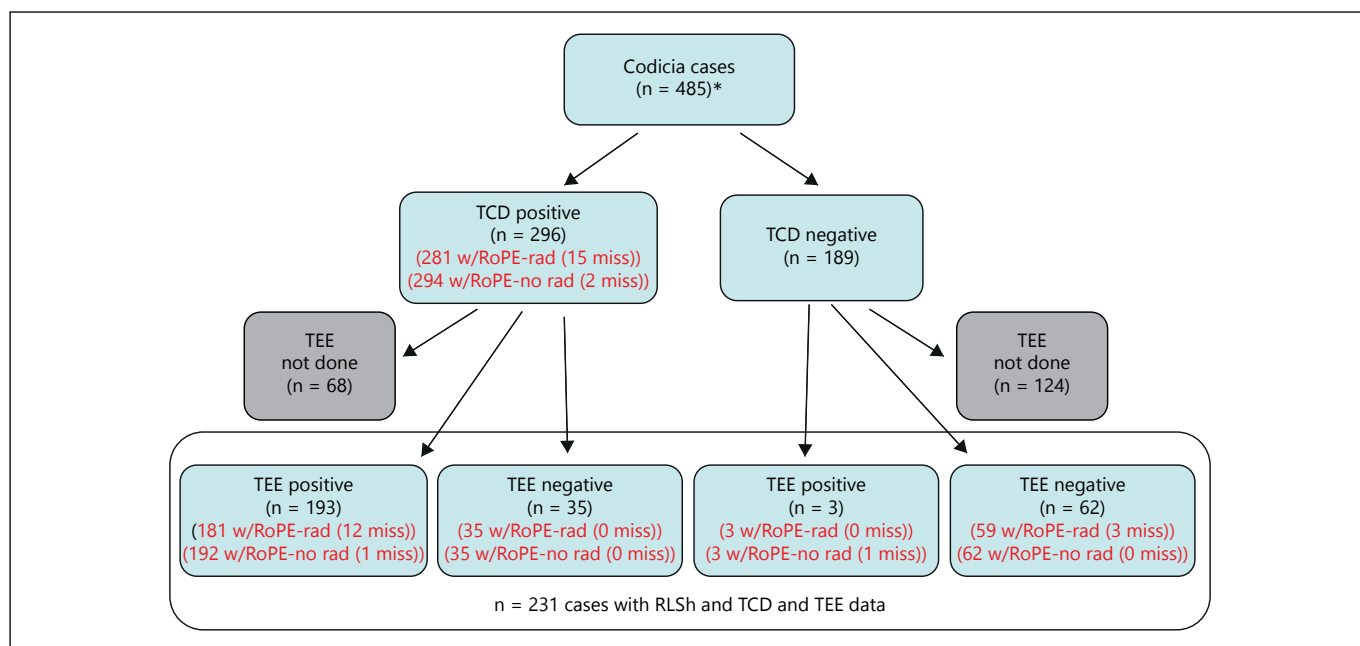 Codicia cases
(n = 485)*
TCD positive
(n = 296)
(281 w/RoPE-rad (15 miss))
(294 w/RoPE-no rad (2 miss))
TCD negative
(n = 189)
TEE
not done
(n = 68)
TEE
not done
(n = 124)
TEE positive
(n = 193)
(181 w/RoPE-rad (12 miss))
(192 w/RoPE-no rad (1 miss))
TEE negative
(n = 35)
(35 w/RoPE-rad (0 miss))
(35 w/RoPE-no rad (0 miss))
TEE positive
(n = 3)
(3 w/RoPE-rad (0 miss))
(3 w/RoPE-no rad (1 miss))
TEE negative
(n = 62)
(59 w/RoPE-rad (3 miss))
(62 w/RoPE-no rad (0 miss))
n = 231 cases with RLSh and TCD and TEE data